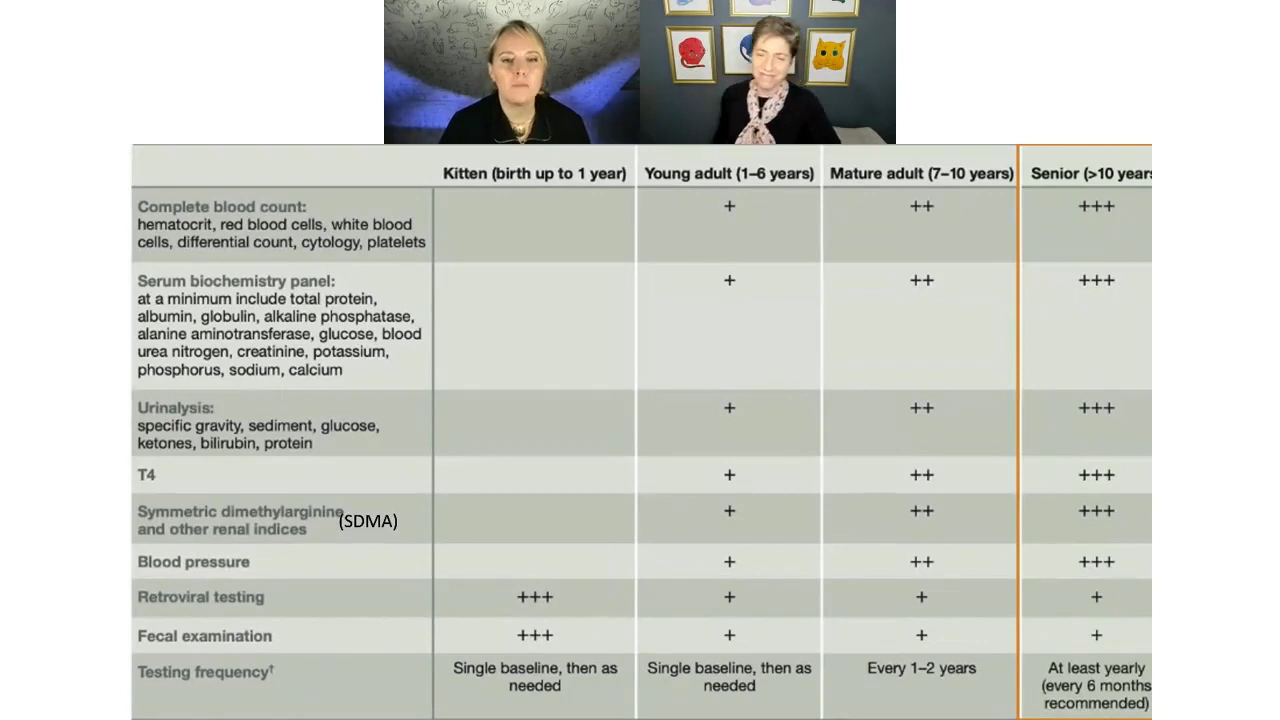 Kitten (birth up to 1 year) Young adult (1–6 years) Mature adult (7–10 years) Senior (>10 years
Complete blood count: + ++ +++
hematocrit, red blood cells, white blood
cells, differential count, cytology, platelets
Serum biochemistry panel: + ++ +++
at a minimum include total protein,
albumin, globulin, alkaline phosphatase,
alanine aminotransferase, glucose, blood
urea nitrogen, creatinine, potassium,
phosphorus, sodium, calcium
Urinalysis: + ++ +++
specific gravity, sediment, glucose,
ketones, bilirubin, protein
T4 + ++ +++
Symmetric dimethylarginine + ++ +++
and other renal indices (SDMA)
Blood pressure + ++ +++
Retroviral testing +++ + + +
Fecal examination +++ + + +
Testing frequency† Single baseline, then as Single baseline, then as Every 1–2 years At least yearly
needed needed (every 6 months
recommended)